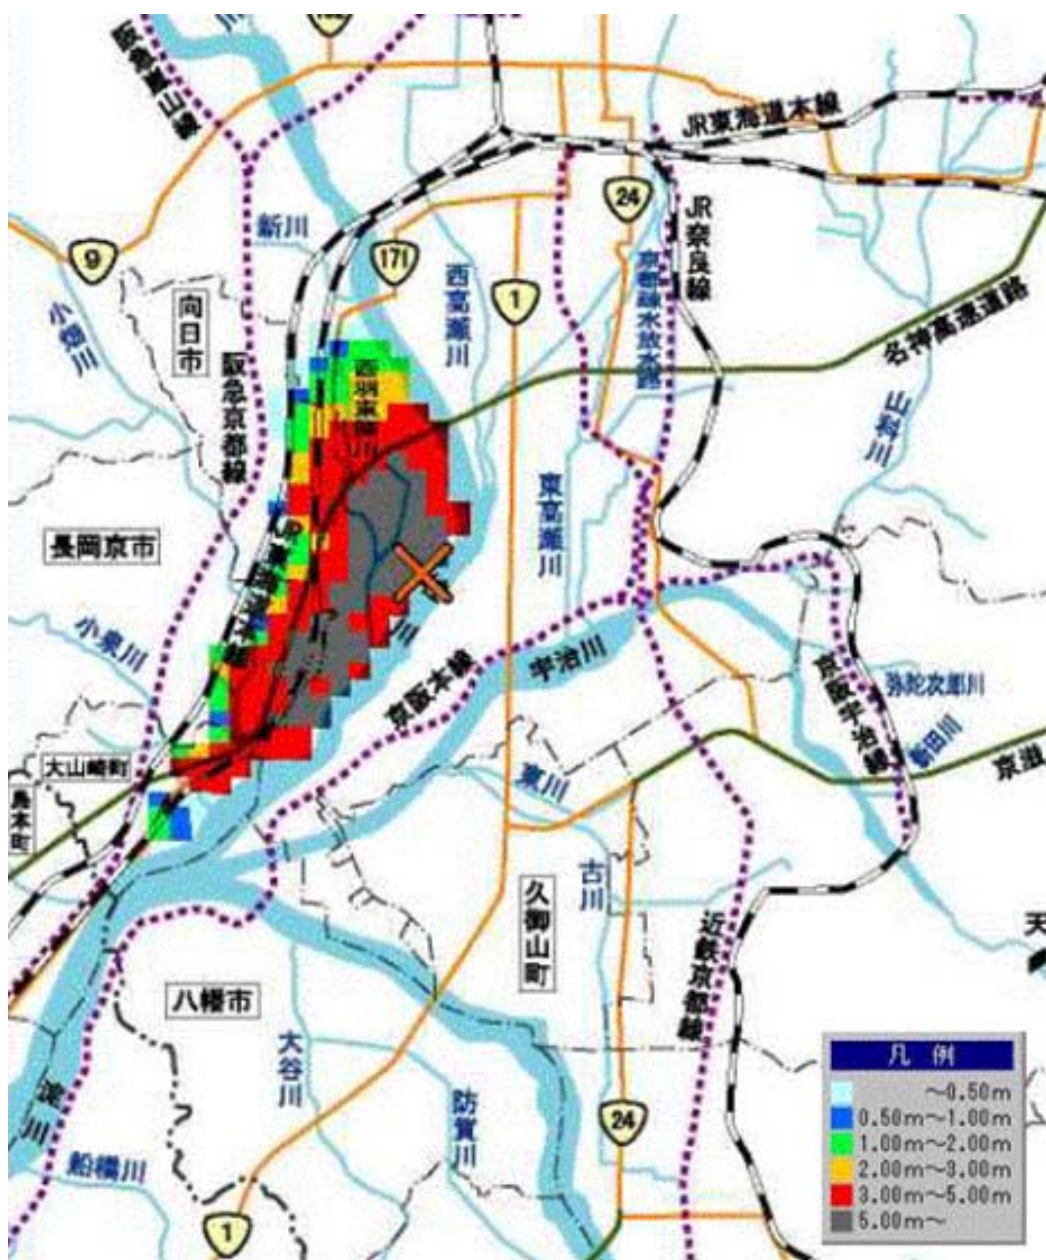 阪急嵐山線
JR東海道本線
24
JR奈良線
新川
171
9
1
西高瀬川
京都疏水放水路
向日市
小畑川
名神高速道路
阪急京都線
西羽束師川
東高瀬川
長岡京市
小泉川
京阪本線
宇治川
京阪宇治線
弥陀次郎川
大山崎町
島本町
新田川
京滋
東川
古川
久御山町
近鉄京都線
天
八幡市
大谷川
防賀川
24
船橋川
1
凡例
~0.50m
0.50m~1.00m
1.00m~2.00m
2.00m~3.00m
3.00m~5.00m
5.00m~